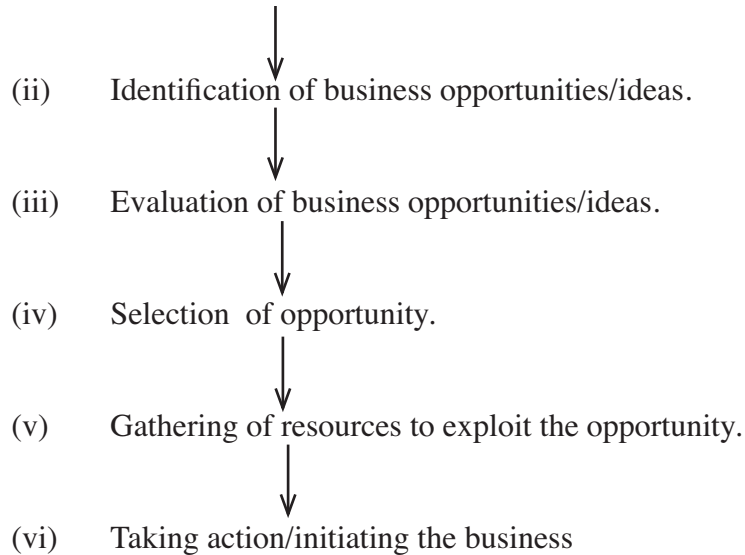 (ii) Identification of business opportunities/ideas.
(iii) Evaluation of business opportunities/ideas.
(iv) Selection of opportunity.
(v) Gathering of resources to exploit the opportunity.
(vi) Taking action/initiating the business